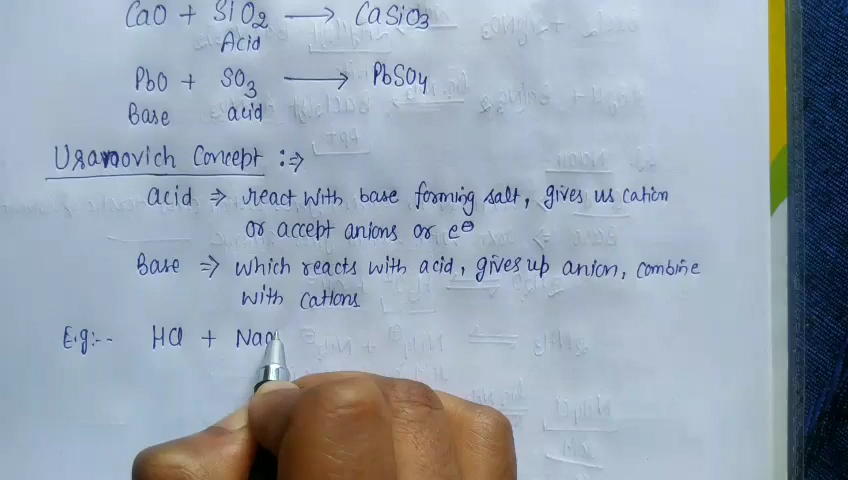 CaO + SiO2 → CaSiO3
Acid
PbO + SO3 → PbSO4
Base acid
Usanovich Concept :⇒
acid ⇒ react with base forming salt, gives us cation
or accept anions or e⊖
Base ⇒ which reacts with acid, gives up anion, combine
with cations
E.g:-- HCl + Na